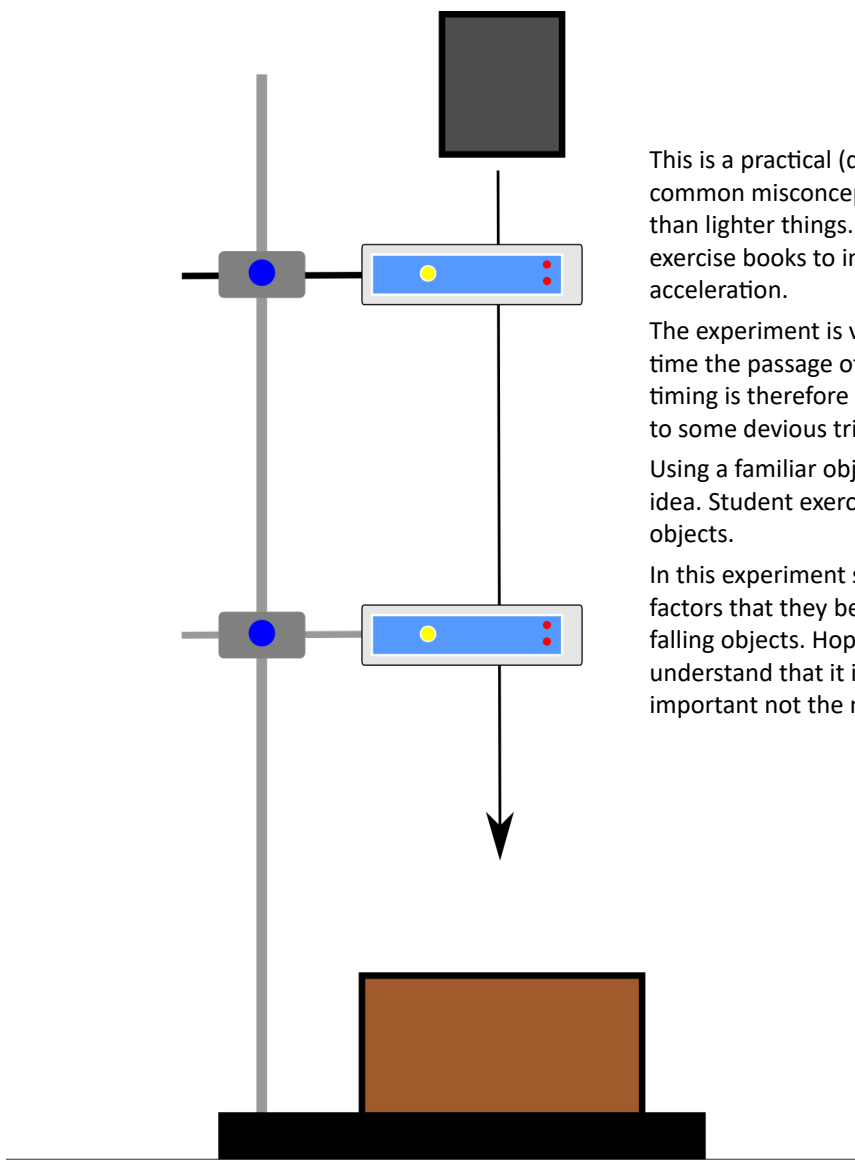 This is a practical (
common misconcep
than lighter things.
exercise books to i
acceleration.
The experiment is
time the passage o
timing is therefore
to some devious tri
Using a familiar obj
idea. Student exerc
objects.
In this experiment
factors that they be
falling objects. Hop
understand that it i
important not the